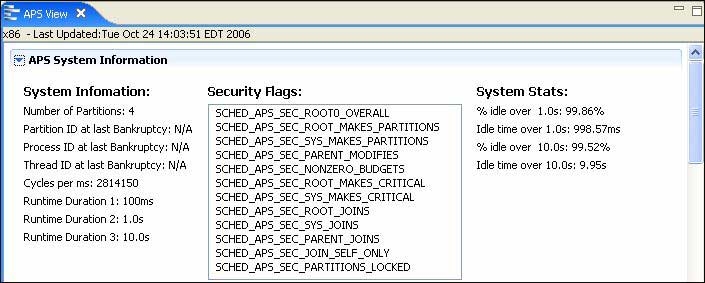 APS View
x86 - Last Updated:Tue Oct 24 14:03:51 EDT 2006
APS System Information
System Infomation:
Number of Partitions: 4
Partition ID at last Bankruptcy: N/A
Process ID at last Bankruptcy: N/A
Thread ID at last Bankruptcy: N/A
Cycles per ms: 2814150
Runtime Duration 1: 100ms
Runtime Duration 2: 1.0s
Runtime Duration 3: 10.0s
Security Flags:
SCHED_APS_SEC_ROOT0_OVERALL
SCHED_APS_SEC_ROOT_MAKES_PARTITIONS
SCHED_APS_SEC_SYS_MAKES_PARTITIONS
SCHED_APS_SEC_PARENT_MODIFIES
SCHED_APS_SEC_NONZERO_BUDGETS
SCHED_APS_SEC_ROOT_MAKES_CRITICAL
SCHED_APS_SEC_SYS_MAKES_CRITICAL
SCHED_APS_SEC_ROOT_JOINS
SCHED_APS_SEC_SYS_JOINS
SCHED_APS_SEC_PARENT_JOINS
SCHED_APS_SEC_JOIN_SELF_ONLY
SCHED_APS_SEC_PARTITIONS_LOCKED
System Stats:
% idle over 1.0s: 99.86%
Idle time over 1.0s: 998.57ms
% idle over 10.0s: 99.52%
Idle time over 10.0s: 9.95s